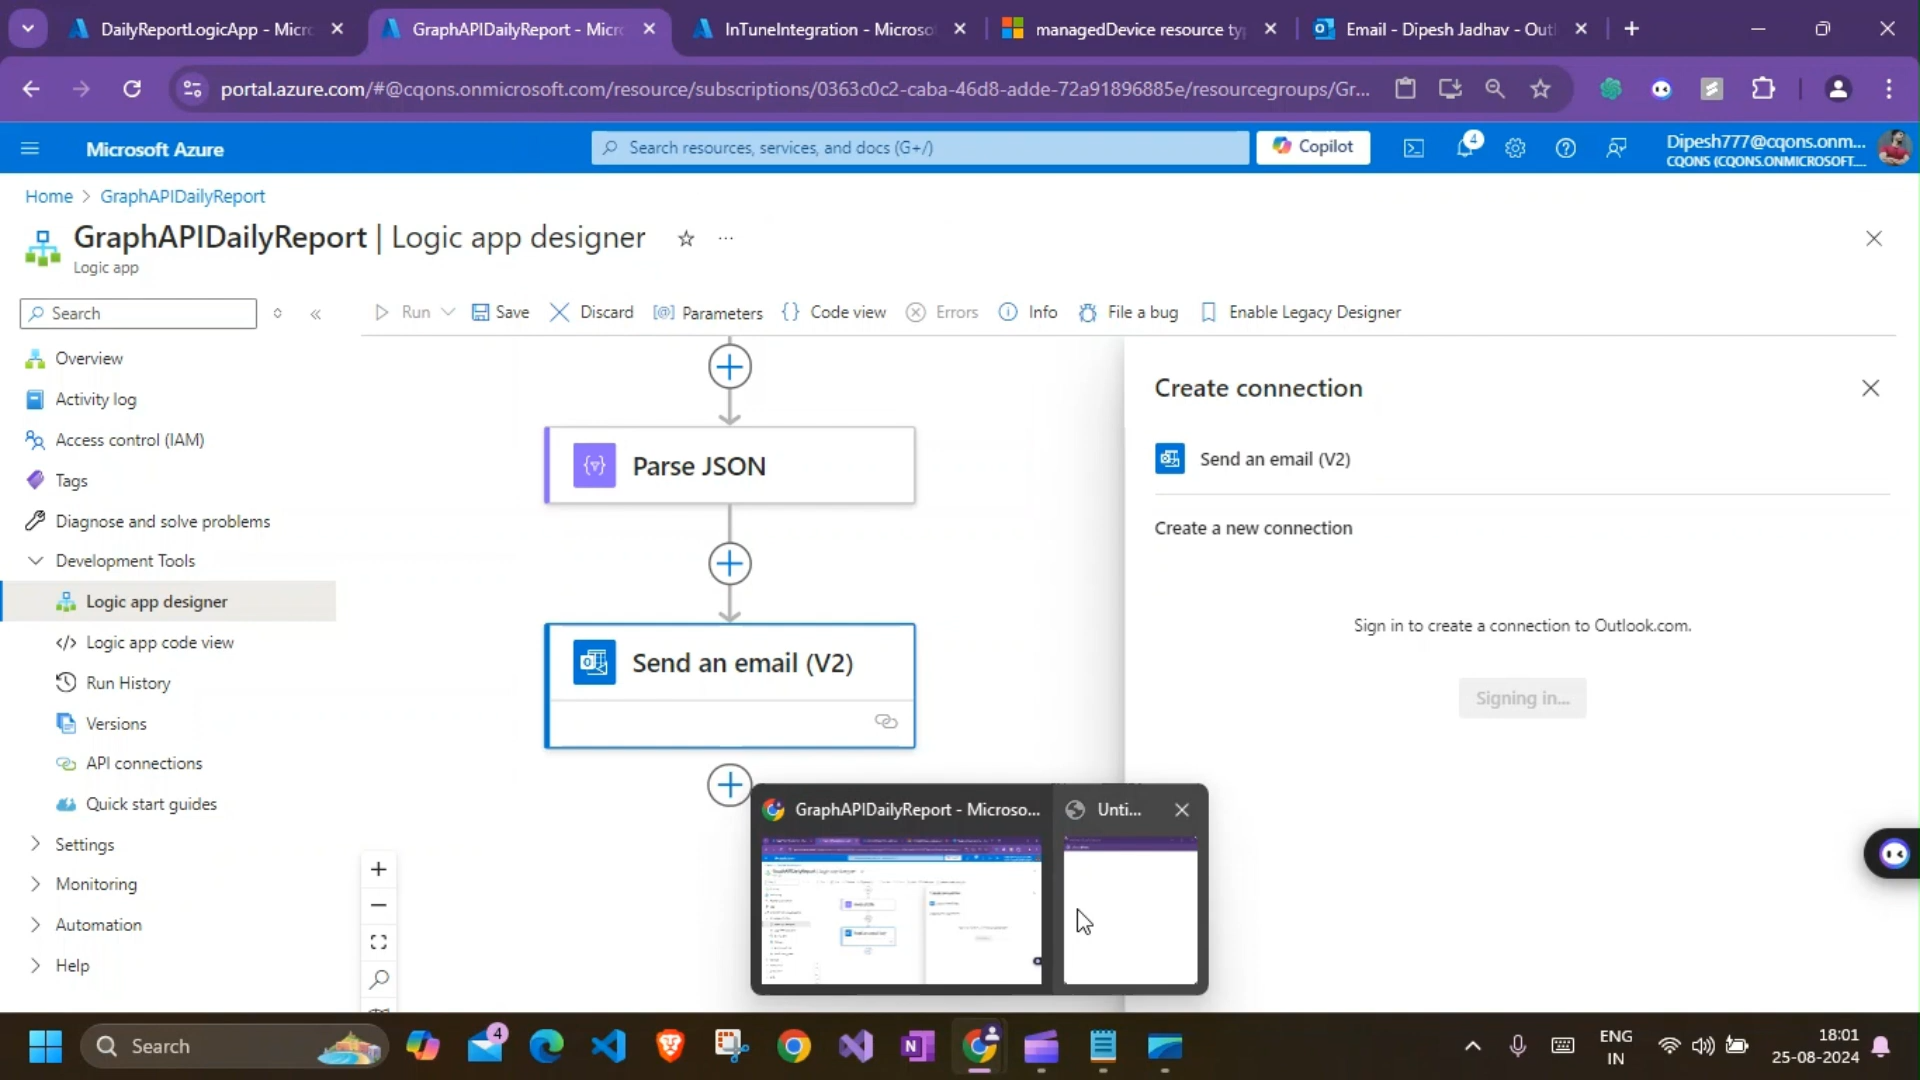 DailyReportLogicApp - Micro
GraphAPIDailyReport - Micro
InTuneIntegration - Microso
managedDevice resource ty
Email - Dipesh Jadhav - Out
portal.azure.com/#@cqons.onmicrosoft.com/resource/subscriptions/0363c0c2-caba-46d8-adde-72a91896885e/resourcegroups/Gr...
Microsoft Azure
Search resources, services, and docs (G+/)
Copilot
4
Dipesh777@cqons.onm...
CQONS (CQONS.ONMICROSOFT....
Home > GraphAPIDailyReport
GraphAPIDailyReport | Logic app designer
Logic app
Search
Run
Save
Discard
Parameters
Code view
Errors
Info
File a bug
Enable Legacy Designer
Overview
Activity log
Access control (IAM)
Tags
Diagnose and solve problems
Development Tools
Logic app designer
Logic app code view
Run History
Versions
API connections
Quick start guides
Settings
Monitoring
Automation
Help
Parse JSON
Send an email (V2)
Create connection
Send an email (V2)
Create a new connection
Sign in to create a connection to Outlook.com.
Signing in...
GraphAPIDailyReport - Microso...
Unti...
Search
4
ENG
IN
18:01
25-08-2024